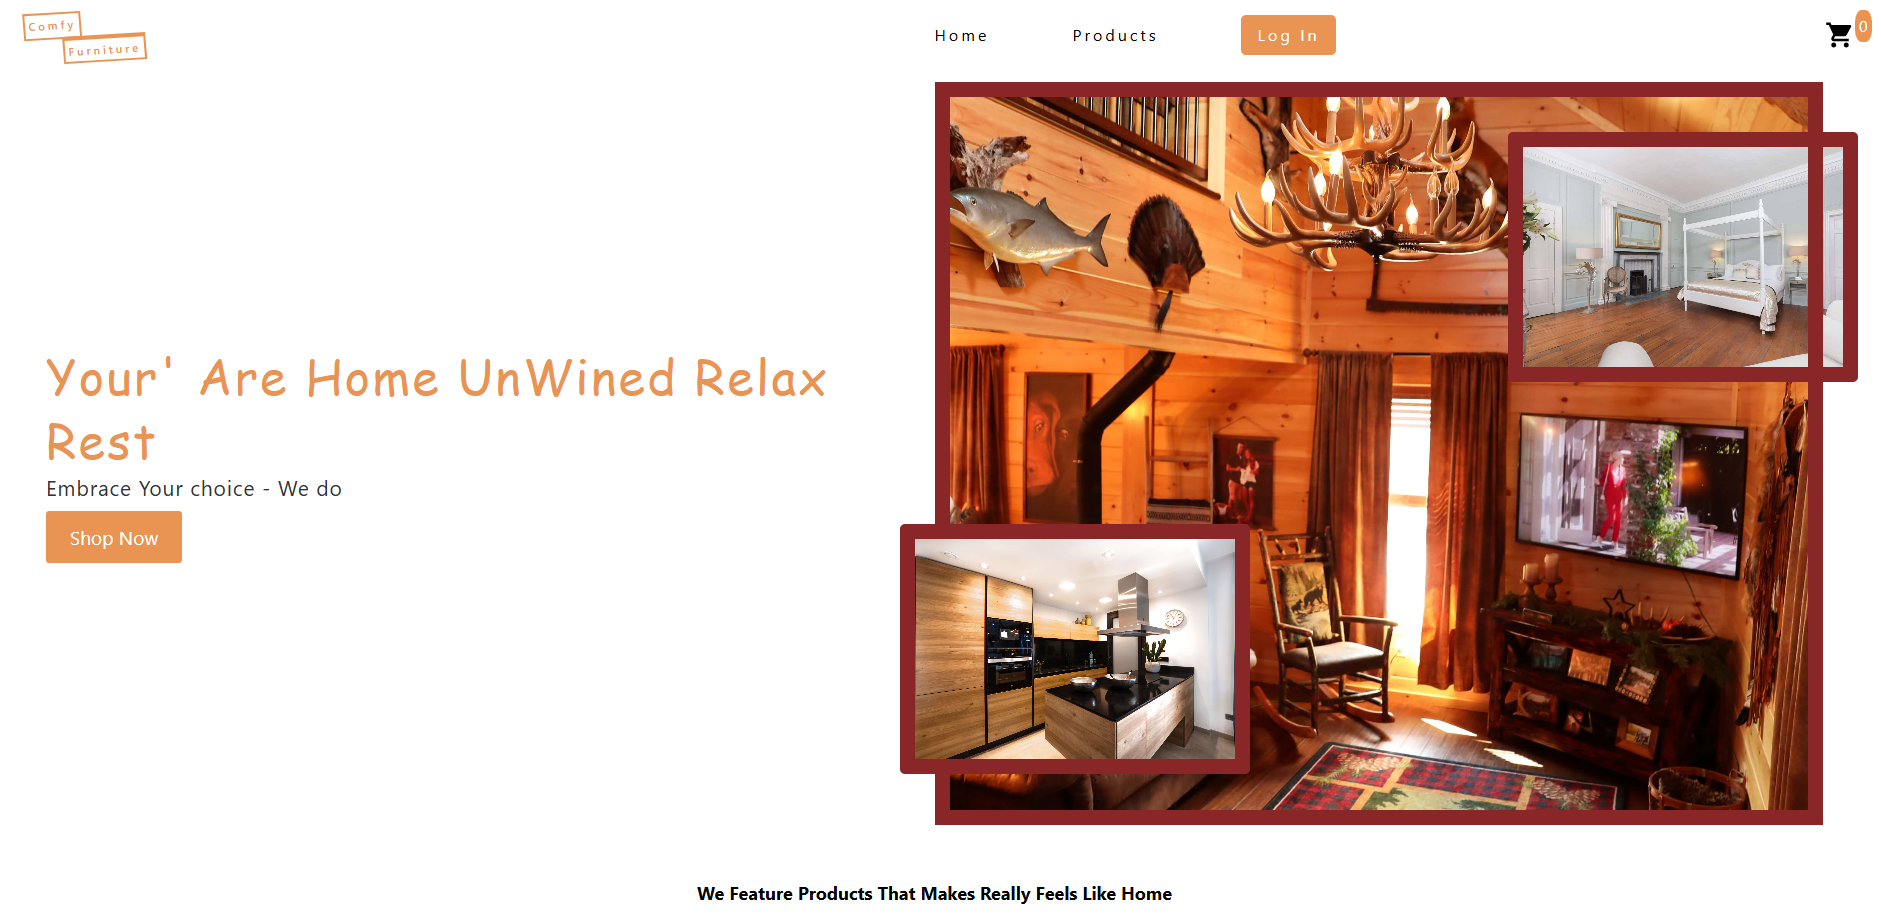 Comfy
Furniture
Home
Products
Log In
0
Your' Are Home UnWined Relax
Rest
Embrace Your choice - We do
Shop Now
We Feature Products That Makes Really Feels Like Home